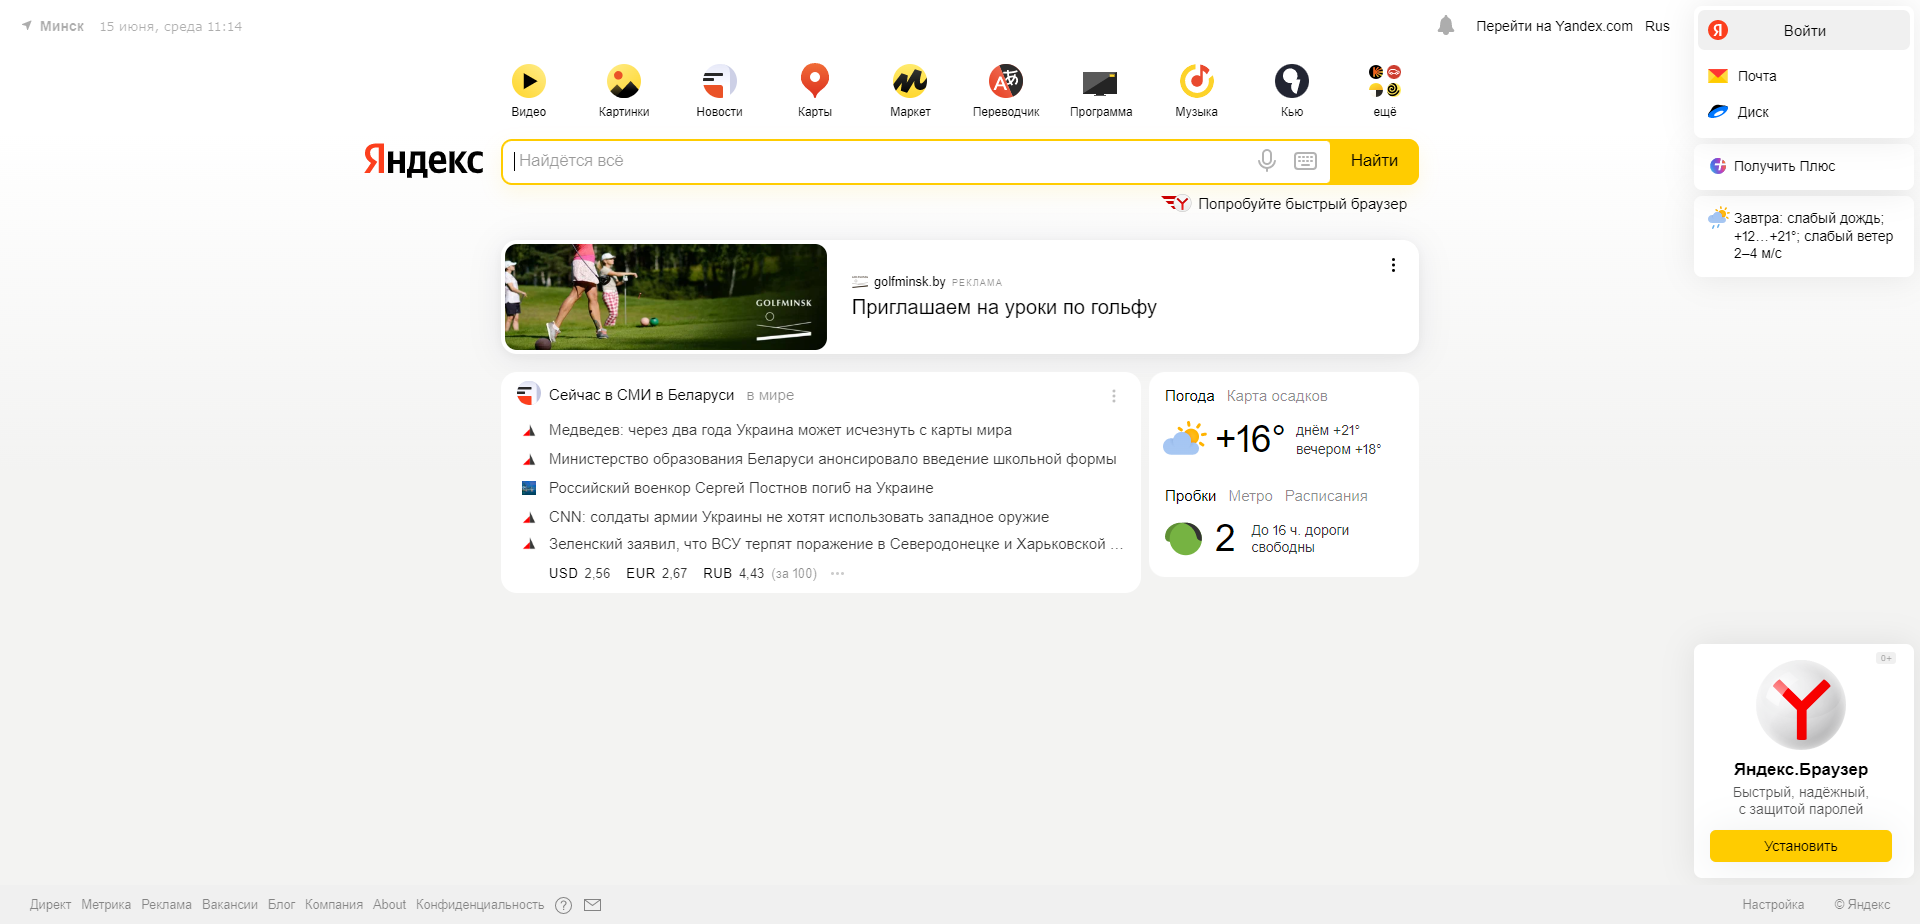 Минск 15 июня, среда 11:14
Перейти на Yandex.com Rus
Войти
Почта
Диск
Получить Плюс
Завтра: слабый дождь;
+12…+21°; слабый ветер
2–4 м/с
Видео Картинки Новости Карты Маркет Переводчик Программа Музыка Кью ещё
Яндекс
Найдётся всё
Найти
Попробуйте быстрый браузер
GOLFMINSK
golfminsk.by РЕКЛАМА
Приглашаем на уроки по гольфу
Сейчас в СМИ в Беларуси в мире
Медведев: через два года Украина может исчезнуть с карты мира
Министерство образования Беларуси анонсировало введение школьной формы
Российский военкор Сергей Постнов погиб на Украине
CNN: солдаты армии Украины не хотят использовать западное оружие
Зеленский заявил, что ВСУ терпят поражение в Северодонецке и Харьковской …
USD 2,56 EUR 2,67 RUB 4,43 (за 100) ···
Погода Карта осадков
+16° днём +21°
вечером +18°
Пробки Метро Расписания
2 До 16 ч. дороги
свободны
0+
Яндекс.Браузер
Быстрый, надёжный,
с защитой паролей
Установить
Директ Метрика Реклама Вакансии Блог Компания About Конфиденциальность ?
Настройка © Яндекс